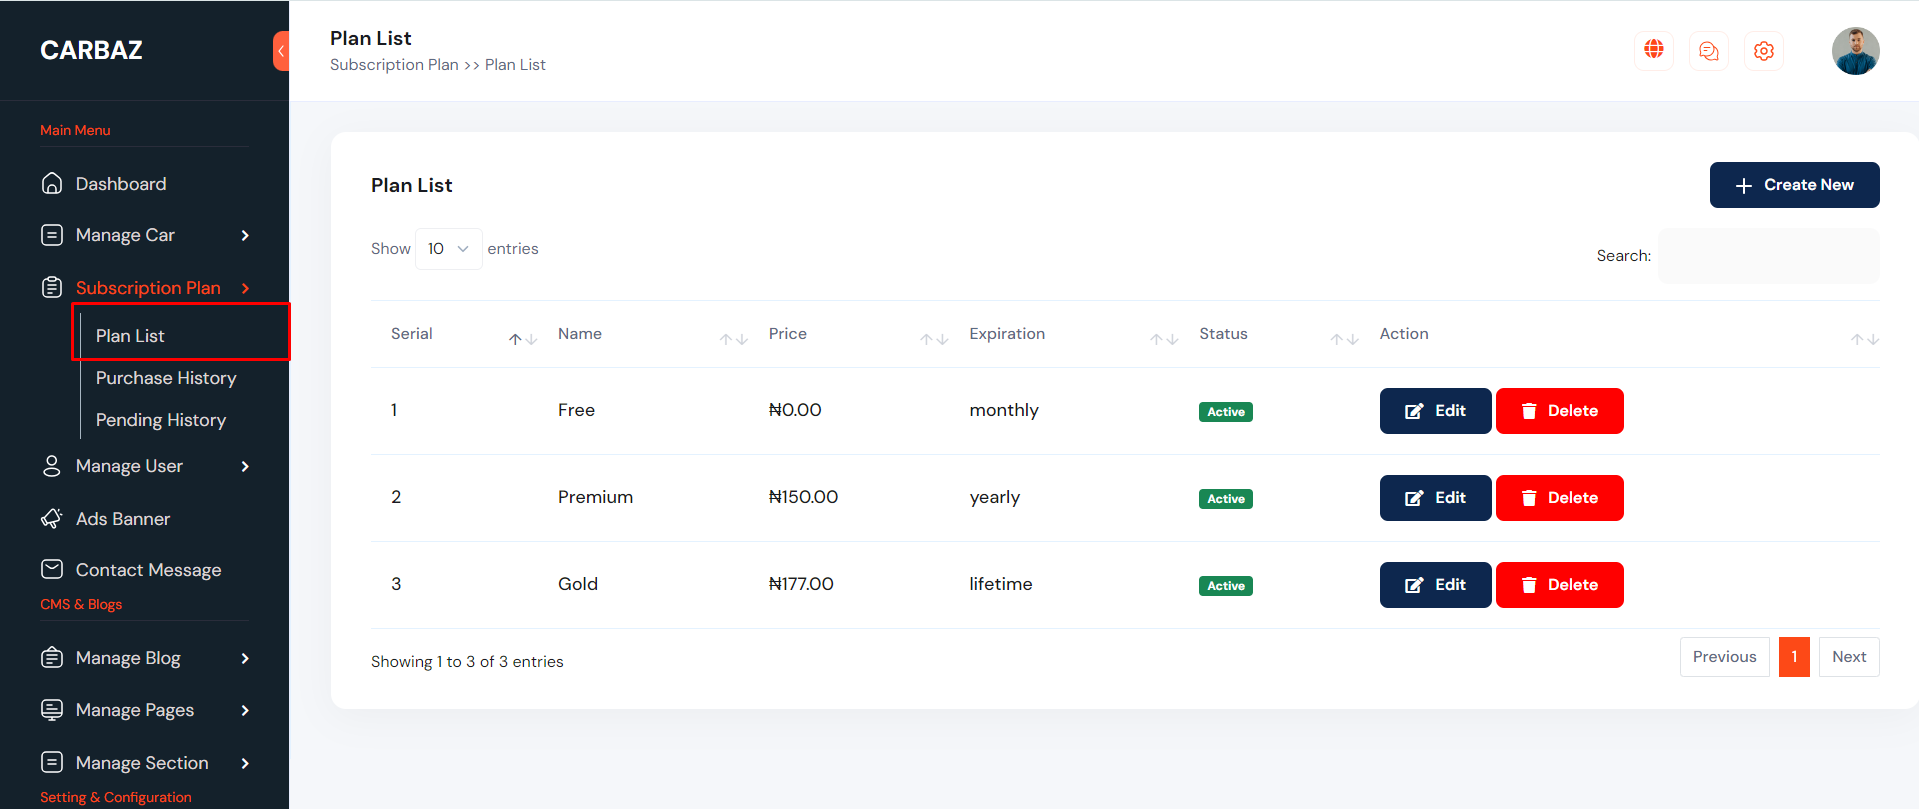 CARBAZ
Main Menu
Dashboard
Manage Car
Subscription Plan
Plan List
Purchase History
Pending History
Manage User
Ads Banner
Contact Message
CMS & Blogs
Manage Blog
Manage Pages
Manage Section
Setting & Configuration
Plan List
Subscription Plan >> Plan List
Plan List
Create New
Show 10 entries
Search:
Serial Name Price Expiration Status Action
1 Free ₦0.00 monthly Active Edit Delete
2 Premium ₦150.00 yearly Active Edit Delete
3 Gold ₦177.00 lifetime Active Edit Delete
Showing 1 to 3 of 3 entries
Previous 1 Next